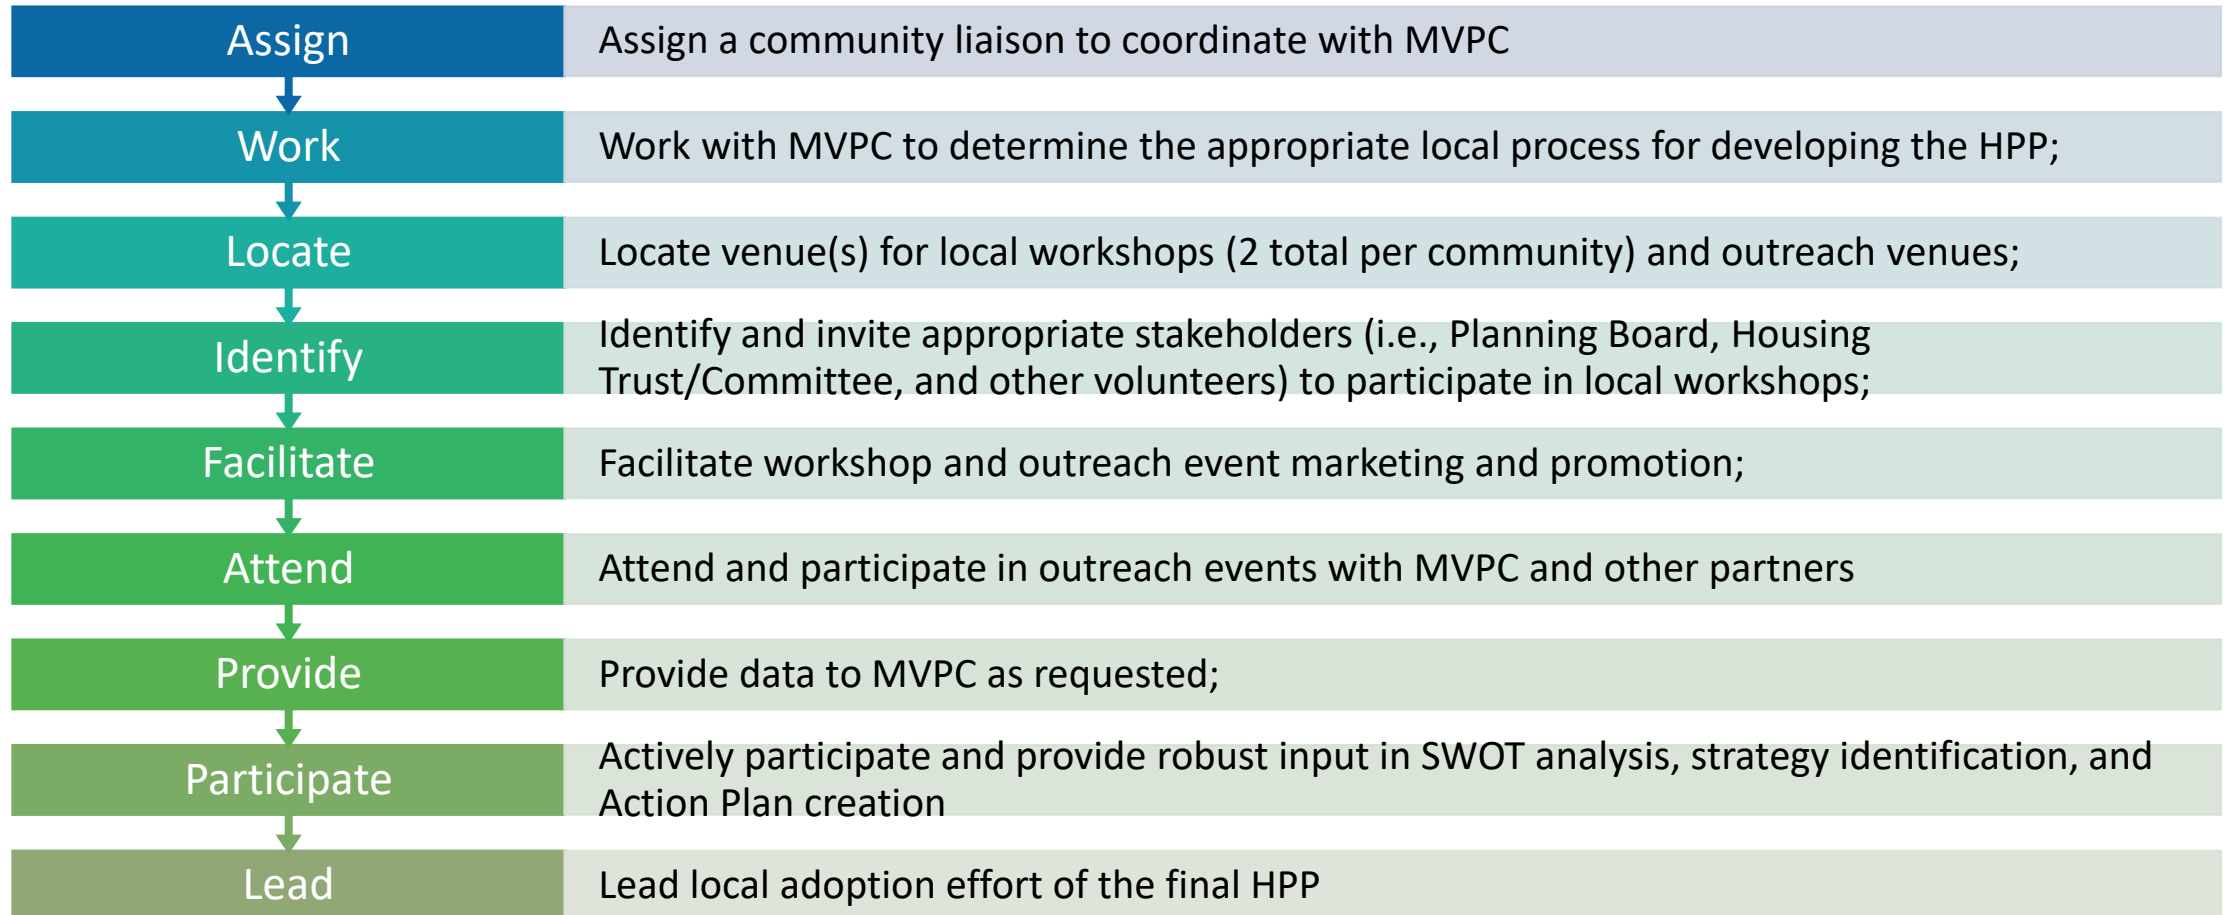 Assign
Assign a community liaison to coordinate with MVPC
Work
Work with MVPC to determine the appropriate local process for developing the HPP;
Locate
Locate venue(s) for local workshops (2 total per community) and outreach venues;
Identify
Identify and invite appropriate stakeholders (i.e., Planning Board, Housing
Trust/Committee, and other volunteers) to participate in local workshops;
Facilitate
Facilitate workshop and outreach event marketing and promotion;
Attend
Attend and participate in outreach events with MVPC and other partners
Provide
Provide data to MVPC as requested;
Participate
Actively participate and provide robust input in SWOT analysis, strategy identification, and
Action Plan creation
Lead
Lead local adoption effort of the final HPP